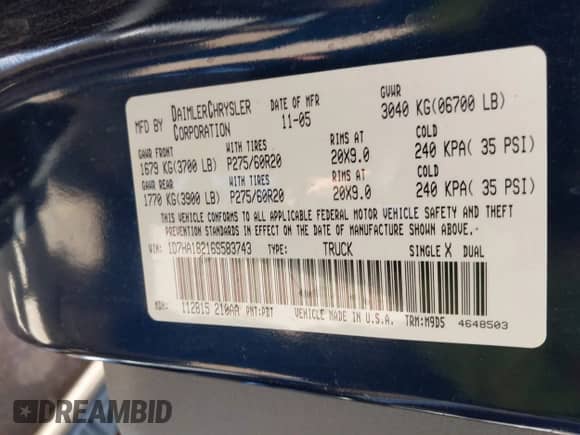 MFD BY DAIMLERCHRYSLER CORPORATION DATE OF MFR 11-05 GVWR 3040 KG(06700 LB)
GAWR FRONT WITH TIRES RIMS AT COLD
1679 KG(3700 LB) P275/60R20 20X9.0 240 KPA( 35 PSI)
GAWR REAR WITH TIRES RIMS AT COLD
1770 KG(3900 LB) P275/60R20 20X9.0 240 KPA( 35 PSI)
THIS VEHICLE CONFORMS TO ALL APPLICABLE FEDERAL MOTOR VEHICLE SAFETY AND THEFT
PREVENTION STANDARDS IN EFFECT ON THE DATE OF MANUFACTURE SHOWN ABOVE.
VIN: 1D7HA18216S583743 TYPE: TRUCK SINGLE X DUAL
MDH: 112815 210AA PNT:PB7 VEHICLE MADE IN U.S.A. TRM:M9D5 4648503
DREAMBID